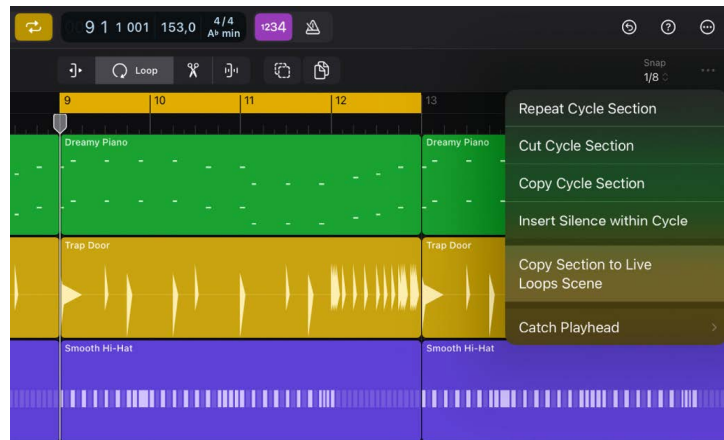 9 1 1 001
153,0
4/4
A♭ min
1234
Loop
Snap
1/8
9
10
11
12
13
Repeat Cycle Section
Cut Cycle Section
Copy Cycle Section
Insert Silence within Cycle
Copy Section to Live
Loops Scene
Catch Playhead
Dreamy Piano
Dreamy Piano
Trap Door
Trap Door
Smooth Hi-Hat
Smooth Hi-Hat